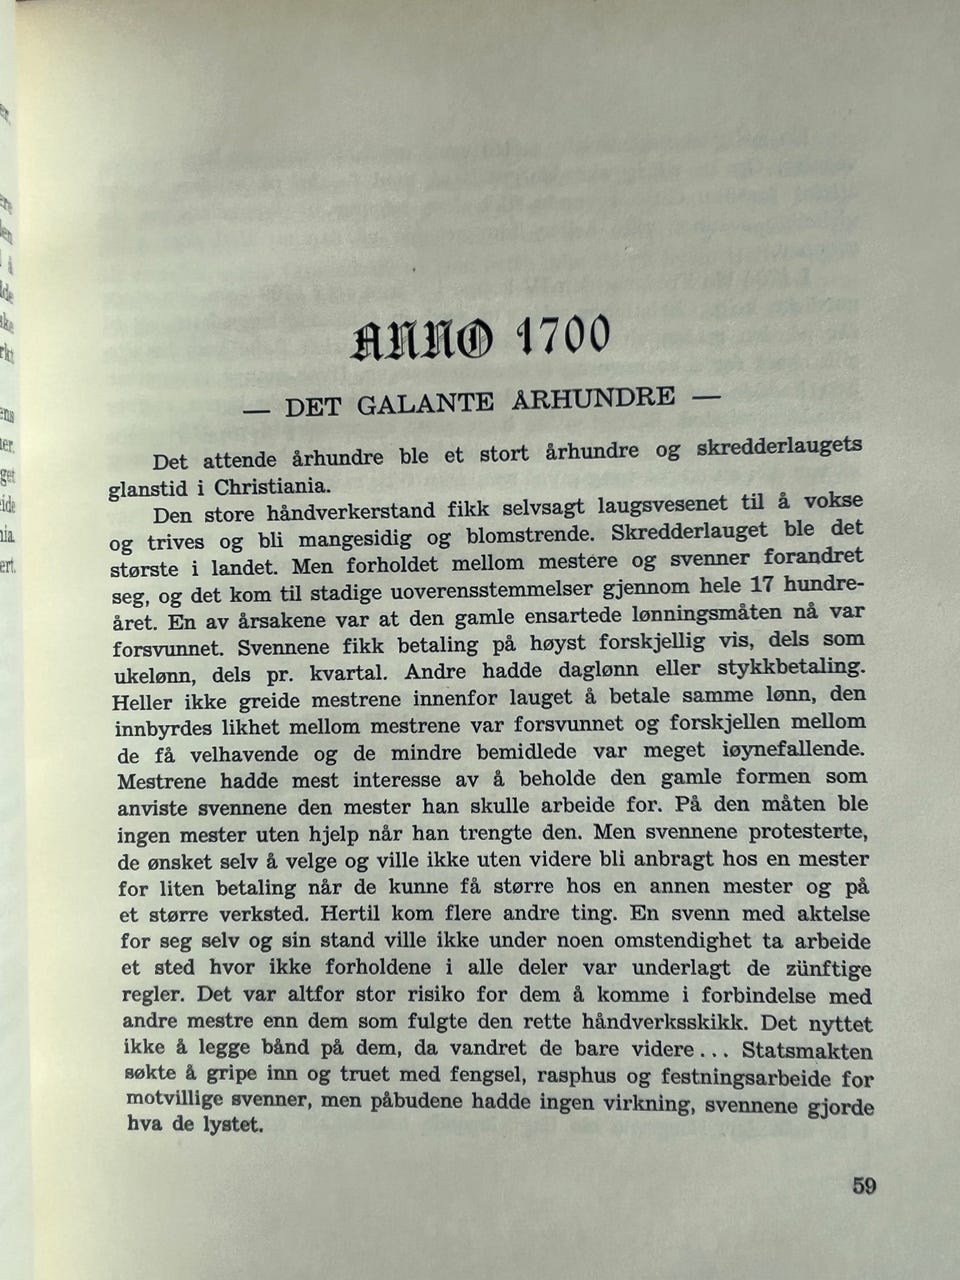 ANNO 1700
— DET GALANTE ÅRHUNDRE —
Det attende århundre ble et stort århundre og skredderlaugets
glanstid i Christiania.
Den store håndverkerstand fikk selvsagt laugsvesenet til å vokse
og trives og bli mangesidig og blomstrende. Skredderlauget ble det
største i landet. Men forholdet mellom mestere og svenner forandret
seg, og det kom til stadige uoverensstemmelser gjennom hele 17 hundre-
året. En av årsakene var at den gamle ensartede lønningsmåten nå var
forsvunnet. Svennene fikk betaling på høyst forskjellig vis, dels som
ukelønn, dels pr. kvartal. Andre hadde daglønn eller stykkbetaling.
Heller ikke greide mestrene innenfor lauget å betale samme lønn, den
innbyrdes likhet mellom mestrene var forsvunnet og forskjellen mellom
de få velhavende og de mindre bemidlede var meget iøynefallende.
Mestrene hadde mest interesse av å beholde den gamle formen som
anviste svennene den mester han skulle arbeide for. På den måten ble
ingen mester uten hjelp når han trengte den. Men svennene protesterte,
de ønsket selv å velge og ville ikke uten videre bli anbragt hos en mester
for liten betaling når de kunne få større hos en annen mester og på
et større verksted. Hertil kom flere andre ting. En svenn med aktelse
for seg selv og sin stand ville ikke under noen omstendighet ta arbeide
et sted hvor ikke forholdene i alle deler var underlagt de zünftige
regler. Det var altfor stor risiko for dem å komme i forbindelse med
andre mestre enn dem som fulgte den rette håndverksskikk. Det nyttet
ikke å legge bånd på dem, da vandret de bare videre... Statsmakten
søkte å gripe inn og truet med fengsel, rasphus og festningsarbeide for
motvillige svenner, men påbudene hadde ingen virkning, svennene gjorde
hva de lystet.
59